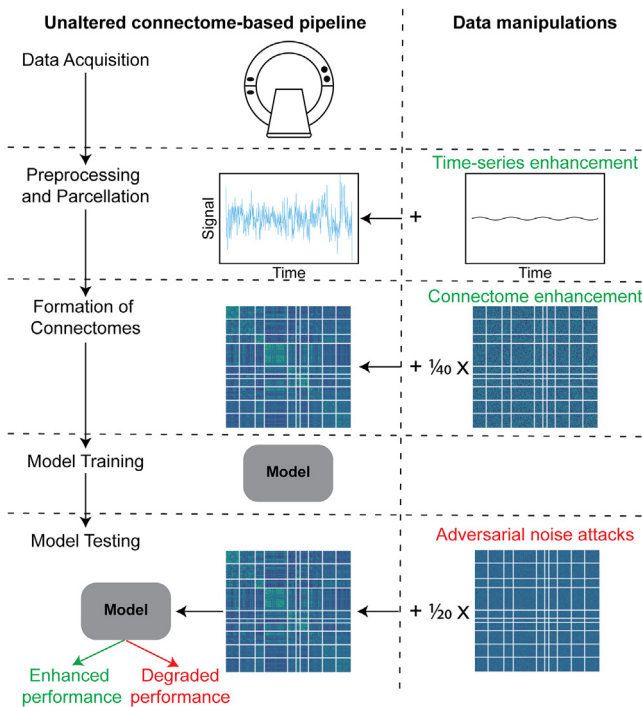 Unaltered connectome-based pipeline
Data manipulations
Data Acquisition
Preprocessing
and Parcellation
Signal
Time
Time-series enhancement
+
Time
Formation of
Connectomes
Connectome enhancement
+ ¹⁄₄₀ X
Model Training
Model
Model Testing
Adversarial noise attacks
+ ¹⁄₂₀ X
Model
Enhanced
performance
Degraded
performance